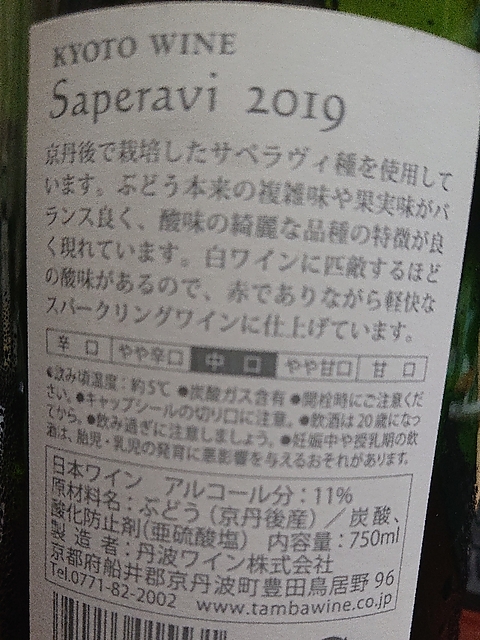 KYOTO WINE
Saperavi 2019
京丹後で栽培したサペラヴィ種を使用して
います。ぶどう本来の複雑味や果実味がバ
ランス良く、酸味の綺麗な品種の特徴が良
く現れています。白ワインに匹敵するほど
の酸味があるので、赤でありながら軽快な
スパークリングワインに仕上げています。
辛 口 やや辛口 中 口 やや甘口 甘 口
●飲み頃温度:約5℃ ●炭酸ガス含有 ●開栓時にご注意くだ
さい。●キャップシールの切り口に注意。●飲酒は20歳になっ
てから。●飲み過ぎに注意しましょう。●妊娠中や授乳期の飲
酒は、胎児・乳児の発育に悪影響を与えるおそれがあります。
日本ワイン アルコール分:11%
原材料名:ぶどう(京丹後産)/炭酸、
酸化防止剤(亜硫酸塩) 内容量:750ml
製造者:丹波ワイン株式会社
京都府船井郡京丹波町豊田鳥居野96
Tel.0771-82-2002 www.tambawine.co.jp